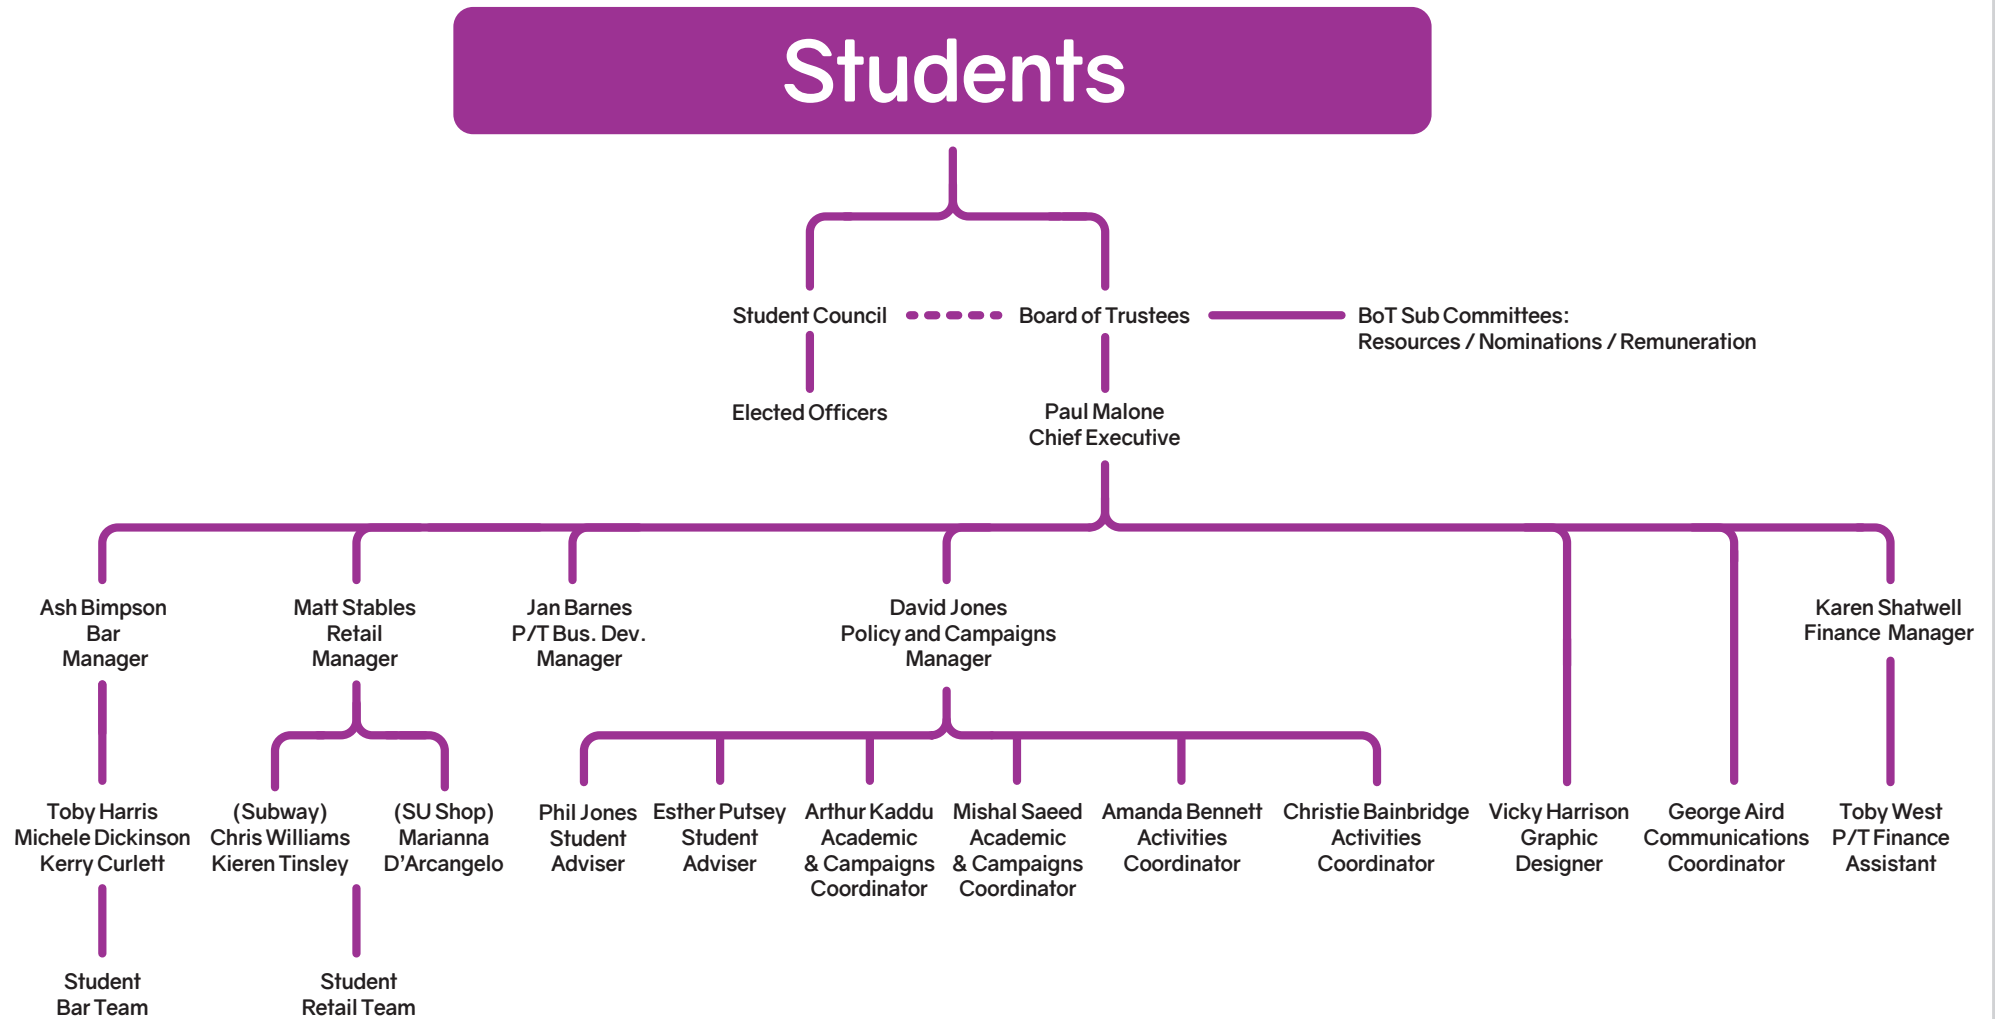 Students
Student Council
Board of Trustees
BoT Sub Committees:
Resources / Nominations / Remuneration
Elected Officers
Paul Malone
Chief Executive
Ash Bimpson
Bar
Manager
Matt Stables
Retail
Manager
Jan Barnes
P/T Bus. Dev.
Manager
David Jones
Policy and Campaigns
Manager
Karen Shatwell
Finance Manager
Toby Harris
Michele Dickinson
Kerry Curlett
(Subway)
Chris Williams
Kieren Tinsley
(SU Shop)
Marianna
D'Arcangelo
Phil Jones
Student
Adviser
Esther Putsey
Student
Adviser
Arthur Kaddu
Academic
& Campaigns
Coordinator
Mishal Saeed
Academic
& Campaigns
Coordinator
Amanda Bennett
Activities
Coordinator
Christie Bainbridge
Activities
Coordinator
Vicky Harrison
Graphic
Designer
George Aird
Communications
Coordinator
Toby West
P/T Finance
Assistant
Student
Bar Team
Student
Retail Team